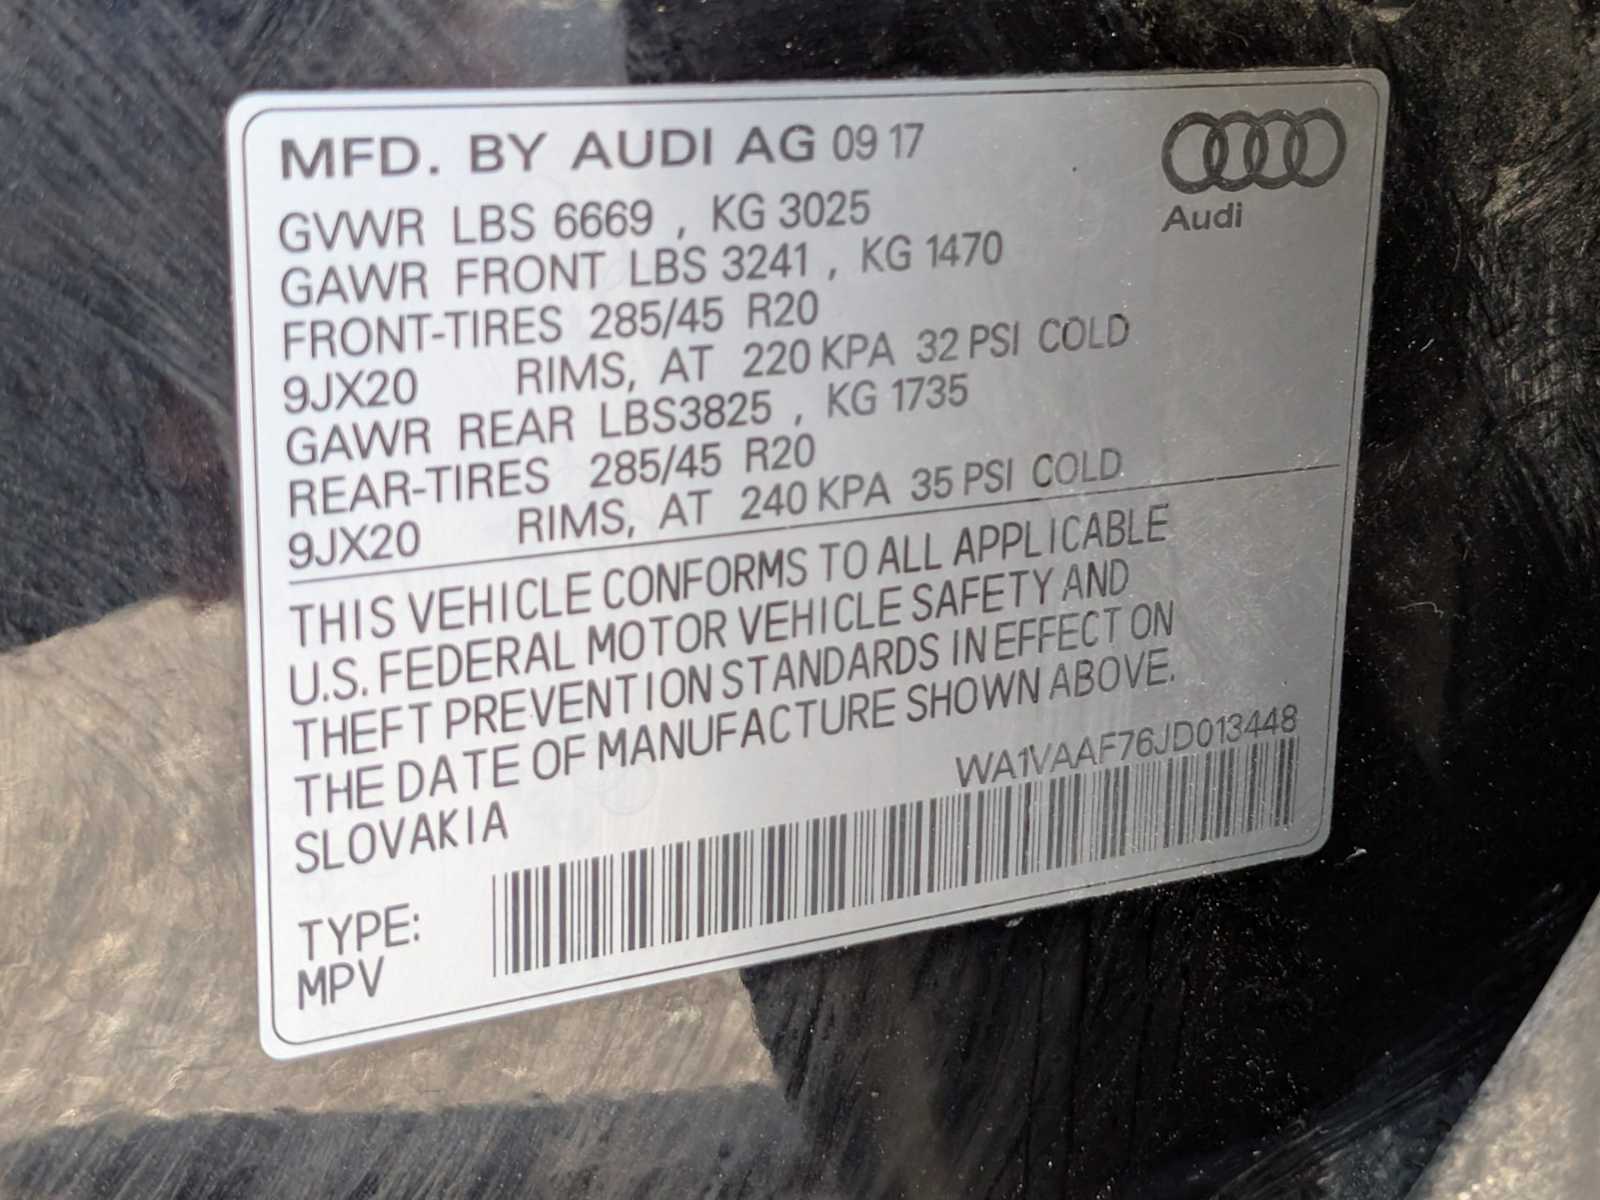 MFD. BY AUDI AG 09 17
Audi
GVWR LBS 6669 , KG 3025
GAWR FRONT LBS 3241 , KG 1470
FRONT-TIRES 285/45 R20
9JX20 RIMS, AT 220 KPA 32 PSI COLD
GAWR REAR LBS3825 , KG 1735
REAR-TIRES 285/45 R20
9JX20 RIMS, AT 240 KPA 35 PSI COLD
THIS VEHICLE CONFORMS TO ALL APPLICABLE
U.S. FEDERAL MOTOR VEHICLE SAFETY AND
THEFT PREVENTION STANDARDS IN EFFECT ON
THE DATE OF MANUFACTURE SHOWN ABOVE.
SLOVAKIA
WA1VAAF76JD013448
TYPE:
MPV